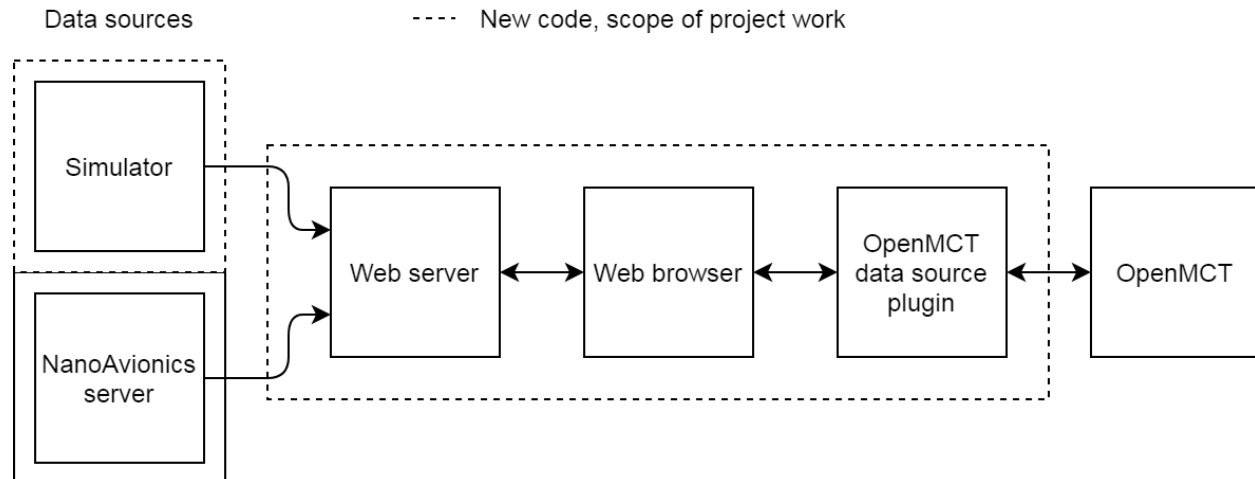 Data sources
New code, scope of project work
Simulator
Web server
Web browser
OpenMCT
data source
plugin
OpenMCT
NanoAvionics
server